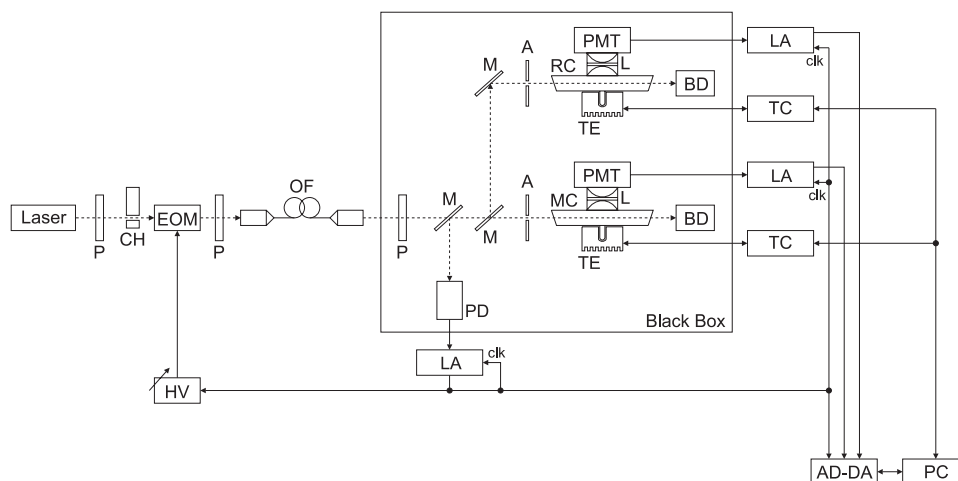 PMT
LA
clk
A
M
RC
L
BD
TC
TE
PMT
LA
clk
A
M
MC
L
BD
TC
TE
OF
Laser
EOM
CH
P
P
P
M
PD
Black Box
LA
clk
HV
AD-DA
PC